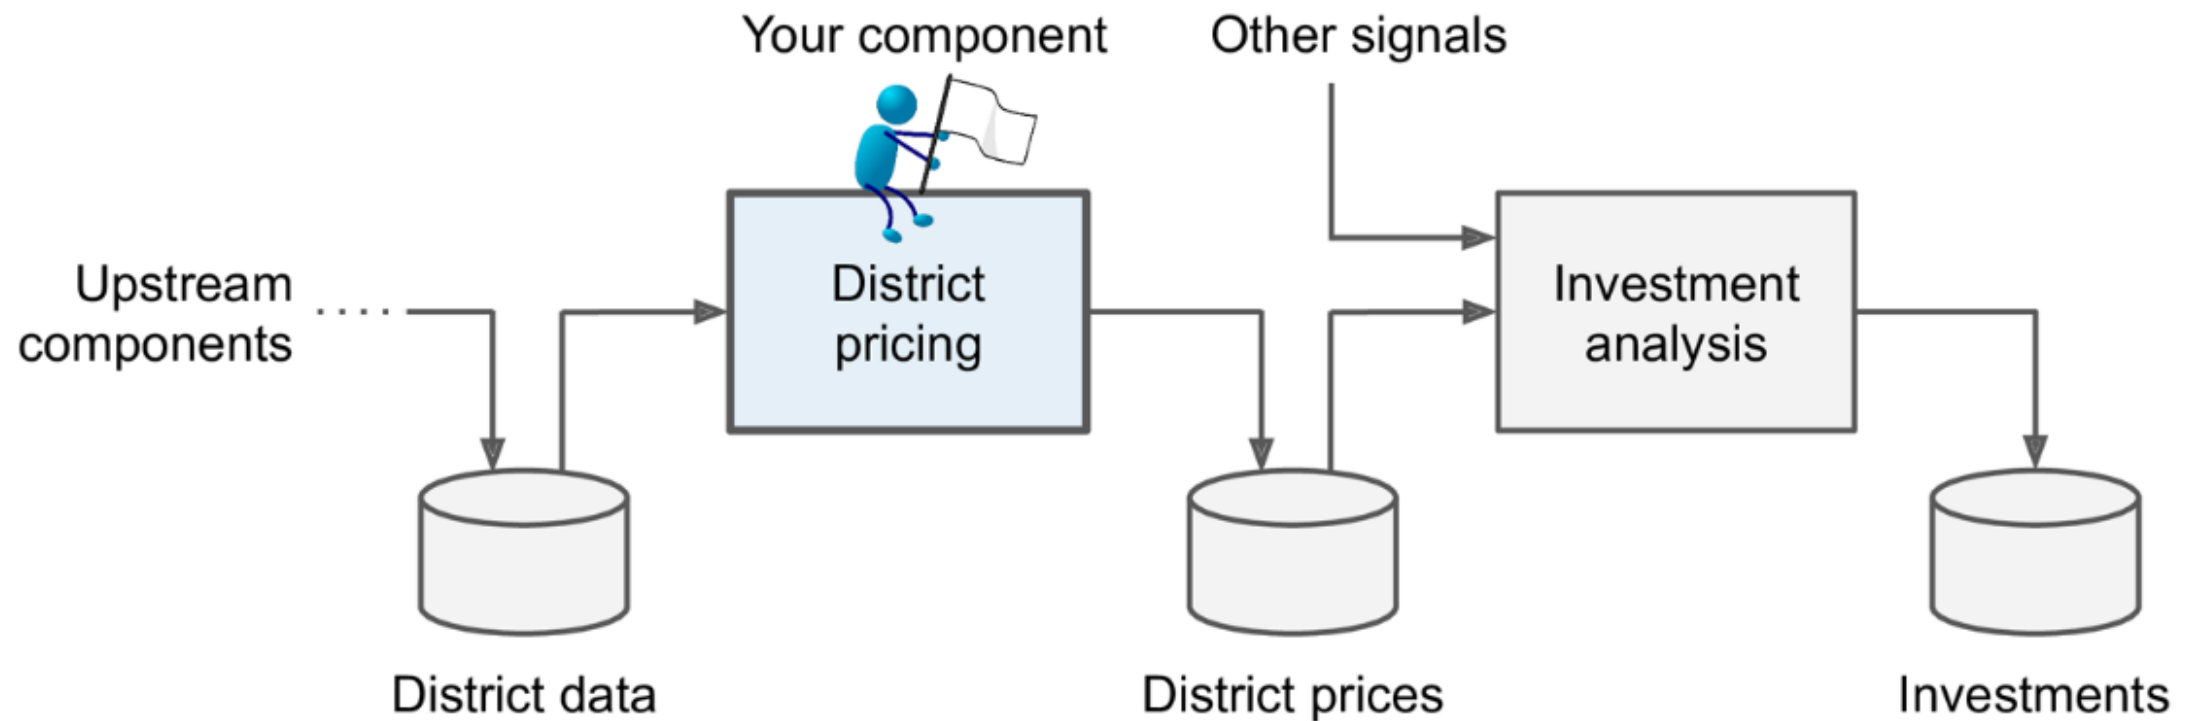 Your component
Other signals
Upstream
components
District
pricing
Investment
analysis
District data
District prices
Investments